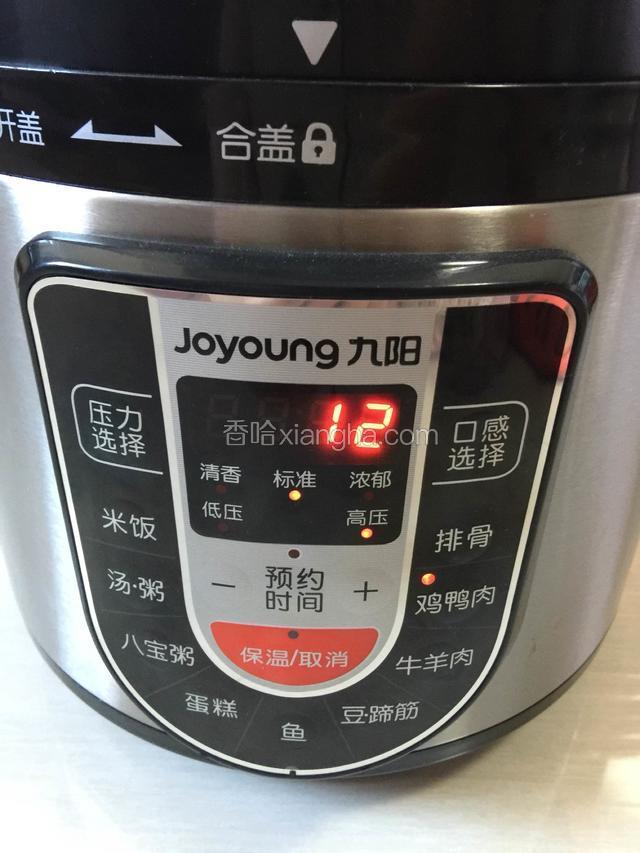 开盖
合盖
Joyoung 九阳
压力
选择
12
香哈xiangha.com
口感
选择
清香 标准 浓郁
低压 高压
米饭
排骨
- 预约 +
时间
汤·粥
鸡鸭肉
保温/取消
八宝粥
牛羊肉
蛋糕
鱼
豆·蹄筋